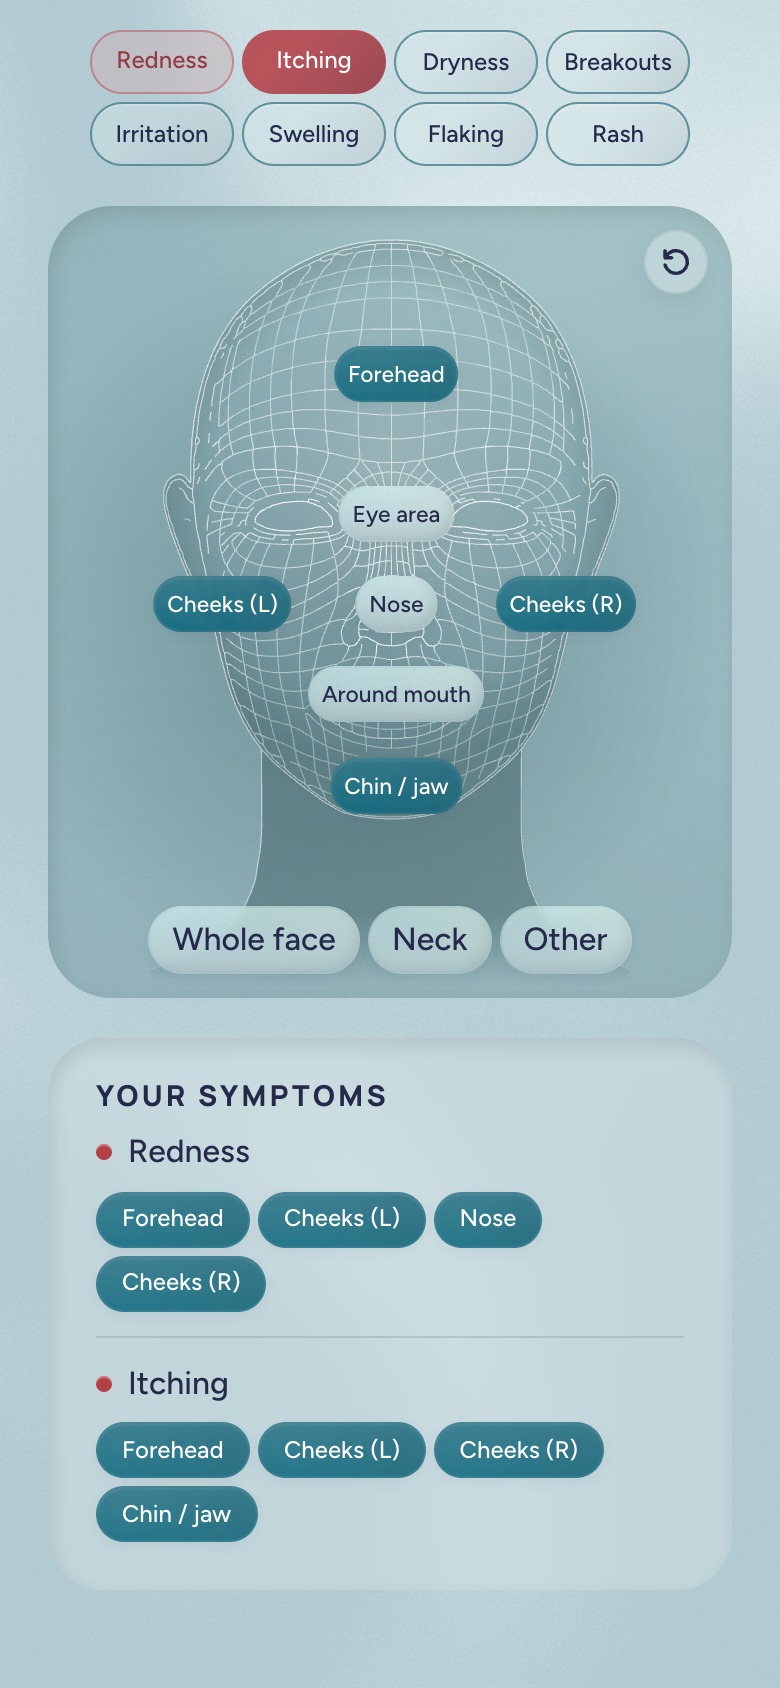 Redness Itching Dryness Breakouts
Irritation Swelling Flaking Rash
Forehead
Eye area
Cheeks (L) Nose Cheeks (R)
Around mouth
Chin / jaw
Whole face Neck Other
YOUR SYMPTOMS
Redness
Forehead Cheeks (L) Nose
Cheeks (R)
Itching
Forehead Cheeks (L) Cheeks (R)
Chin / jaw